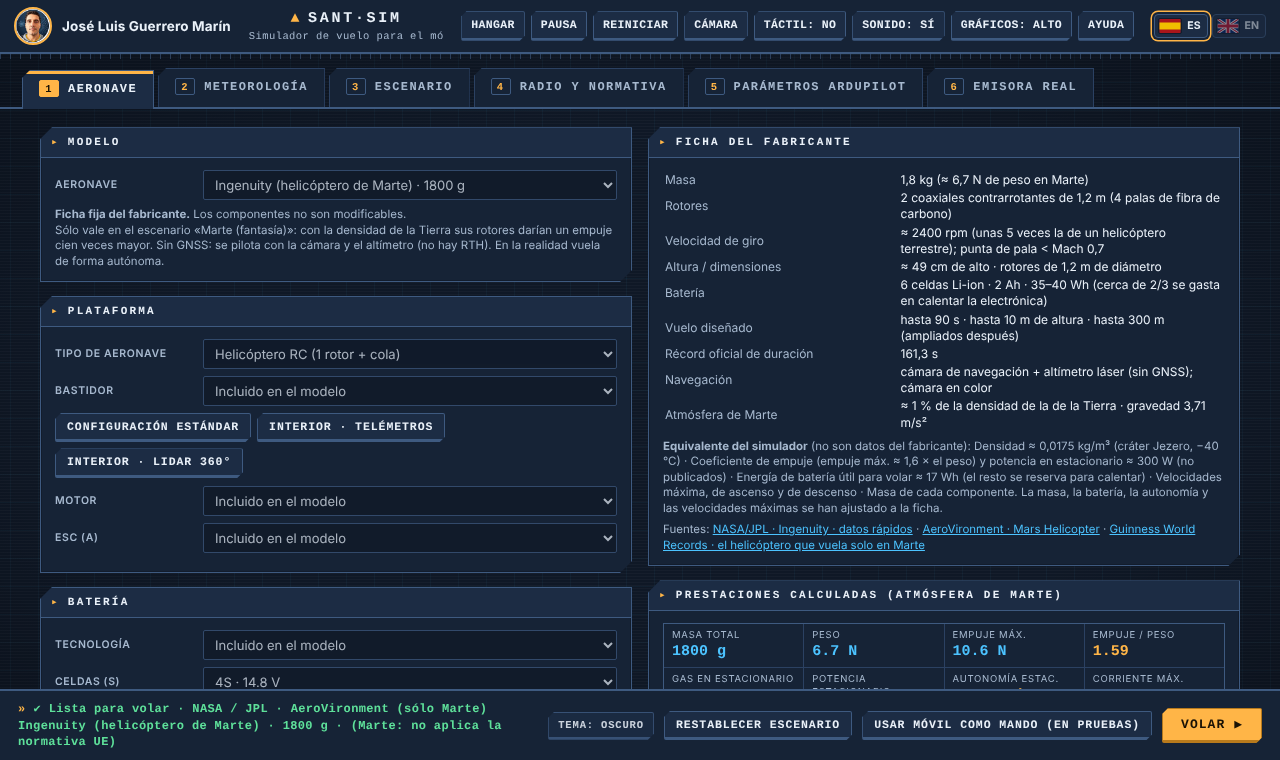 José Luis Guerrero Marín
▲ SANT·SIM
Simulador de vuelo para el mó
HANGAR
PAUSA
REINICIAR
CÁMARA
TÁCTIL: NO
SONIDO: SÍ
GRÁFICOS: ALTO
AYUDA
ES
EN
1 AERONAVE
2 METEOROLOGÍA
3 ESCENARIO
4 RADIO Y NORMATIVA
5 PARÁMETROS ARDUPILOT
6 EMISORA REAL
▸ MODELO
AERONAVE
Ingenuity (helicóptero de Marte) · 1800 g
Ficha fija del fabricante. Los componentes no son modificables.
Sólo vale en el escenario «Marte (fantasía)»: con la densidad de la Tierra sus rotores darían un empuje
cien veces mayor. Sin GNSS: se pilota con la cámara y el altímetro (no hay RTH). En la realidad vuela
de forma autónoma.
▸ PLATAFORMA
TIPO DE AERONAVE
Helicóptero RC (1 rotor + cola)
BASTIDOR
Incluido en el modelo
CONFIGURACIÓN ESTÁNDAR
INTERIOR · TELÉMETROS
INTERIOR · LIDAR 360°
MOTOR
Incluido en el modelo
ESC (A)
Incluido en el modelo
▸ BATERÍA
TECNOLOGÍA
Incluido en el modelo
CELDAS (S)
4S · 14.8 V
▸ FICHA DEL FABRICANTE
Masa
1,8 kg (≈ 6,7 N de peso en Marte)
Rotores
2 coaxiales contrarrotantes de 1,2 m (4 palas de fibra de
carbono)
Velocidad de giro
≈ 2400 rpm (unas 5 veces la de un helicóptero
terrestre); punta de pala < Mach 0,7
Altura / dimensiones
≈ 49 cm de alto · rotores de 1,2 m de diámetro
Batería
6 celdas Li-ion · 2 Ah · 35–40 Wh (cerca de 2/3 se gasta
en calentar la electrónica)
Vuelo diseñado
hasta 90 s · hasta 10 m de altura · hasta 300 m
(ampliados después)
Récord oficial de duración
161,3 s
Navegación
cámara de navegación + altímetro láser (sin GNSS);
cámara en color
Atmósfera de Marte
≈ 1 % de la densidad de la de la Tierra · gravedad 3,71
m/s²
Equivalente del simulador (no son datos del fabricante): Densidad ≈ 0,0175 kg/m³ (cráter Jezero, −40
°C) · Coeficiente de empuje (empuje máx. ≈ 1,6 × el peso) y potencia en estacionario ≈ 300 W (no
publicados) · Energía de batería útil para volar ≈ 17 Wh (el resto se reserva para calentar) · Velocidades
máxima, de ascenso y de descenso · Masa de cada componente. La masa, la batería, la autonomía y
las velocidades máximas se han ajustado a la ficha.
Fuentes: NASA/JPL · Ingenuity · datos rápidos · AeroVironment · Mars Helicopter · Guinness World
Records · el helicóptero que vuela solo en Marte
▸ PRESTACIONES CALCULADAS (ATMÓSFERA DE MARTE)
MASA TOTAL
1800 g
PESO
6.7 N
EMPUJE MÁX.
10.6 N
EMPUJE / PESO
1.59
GAS EN ESTACIONARIO
POTENCIA
ESTACIONARIO
AUTONOMÍA ESTAC.
CORRIENTE MÁX.
» ✔ Lista para volar · NASA / JPL · AeroVironment (sólo Marte)
Ingenuity (helicóptero de Marte) · 1800 g · (Marte: no aplica la
normativa UE)
TEMA: OSCURO
RESTABLECER ESCENARIO
USAR MÓVIL COMO MANDO (EN PRUEBAS)
VOLAR ▶